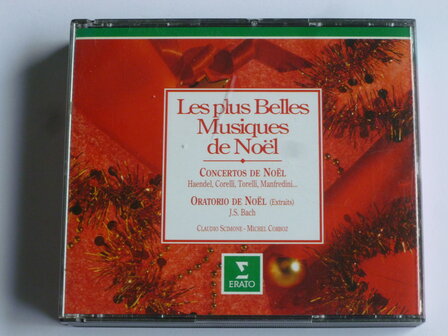 Les plus Belles
Musiques
de Noël
CONCERTOS DE NOËL
Haendel, Corelli, Torelli, Manfredini...
ORATORIO DE NOËL (Extraits)
J.S. Bach
CLAUDIO SCIMONE - MICHEL CORBOZ
ERATO